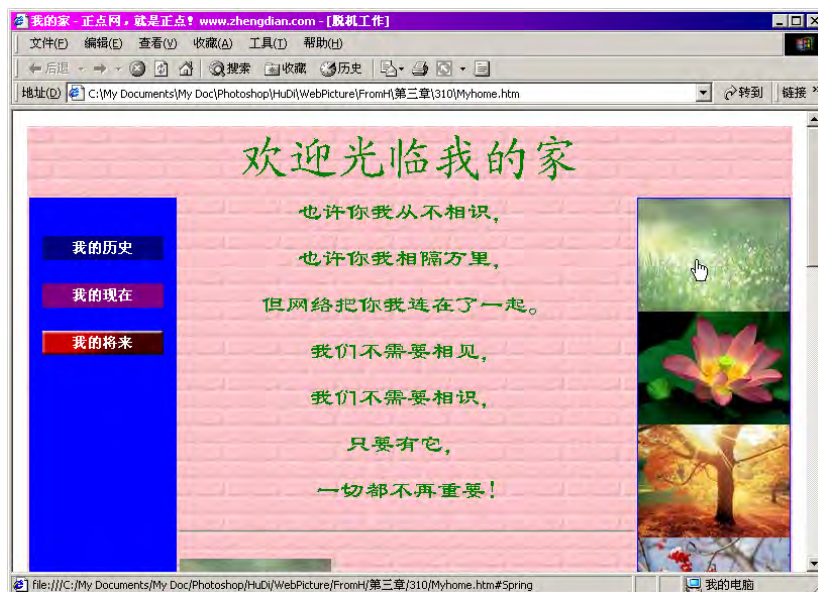 我的家 - 正点网，就是正点！www.zhengdian.com - [脱机工作]
文件(F) 编辑(E) 查看(V) 收藏(A) 工具(T) 帮助(H)
后退 搜索 收藏 历史
地址(D) C:\My Documents\My Doc\Photoshop\HuDi\WebPicture\FromH\第三章\310\Myhome.htm 转到 链接 »
欢迎光临我的家
也许你我从不相识，
我的历史
也许你我相隔万里，
我的现在
但网络把你我连在了一起。
我的将来
我们不需要相见，
我们不需要相识，
只要有它，
一切都不再重要！
file:///C:/My Documents/My Doc/Photoshop/HuDi/WebPicture/FromH/第三章/310/Myhome.htm#Spring 我的电脑